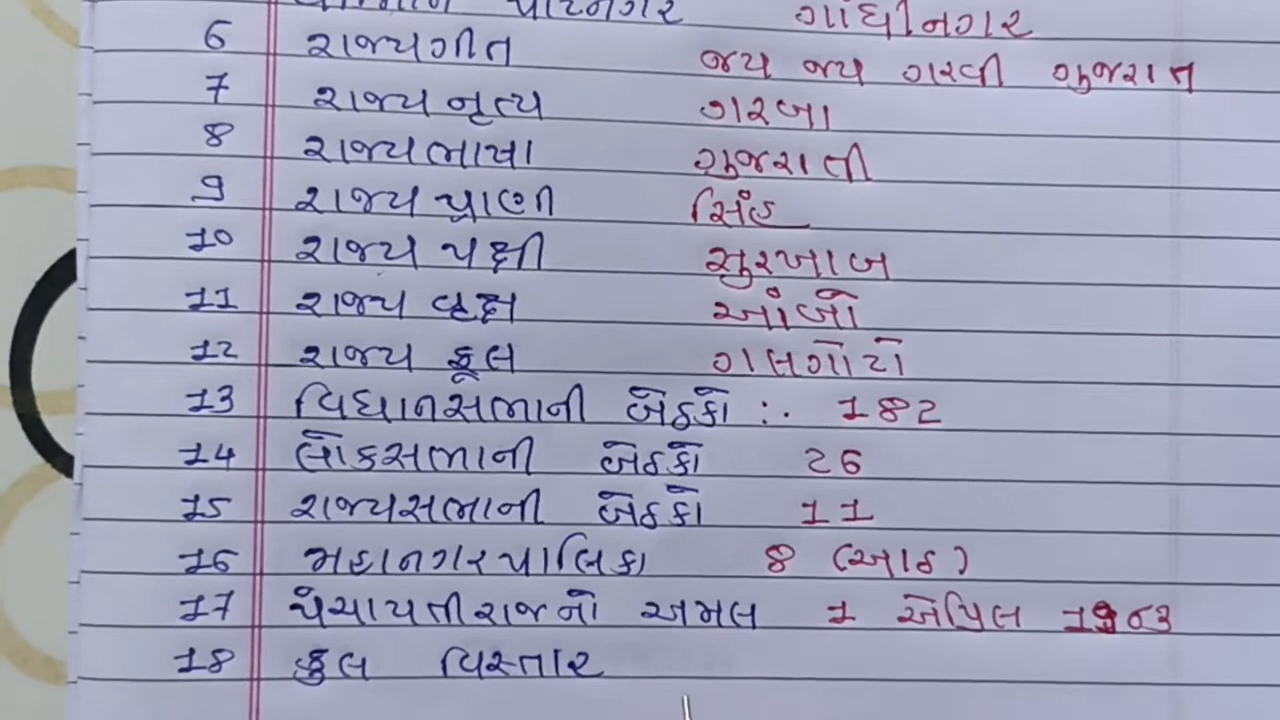 પાટનગર ગાંધીનગર
6 રાજ્યગીત જય જય ગરવી ગુજરાત
7 રાજ્ય નૃત્ય ગરબા
8 રાજ્યભાષા ગુજરાતી
9 રાજ્ય પ્રાણી સિંહ
10 રાજ્ય પક્ષી સુરખાબ
11 રાજ્ય વૃક્ષ આંબો
12 રાજ્ય ફૂલ ગલગોટો
13 વિધાનસભાની બેઠકો :. 182
14 લોકસભાની બેઠકો 26
15 રાજ્યસભાની બેઠકો 11
16 મહાનગરપાલિકા 8 (આઠ)
17 પંચાયતીરાજનો અમલ 1 એપ્રિલ 1963
18 કુલ વિસ્તાર